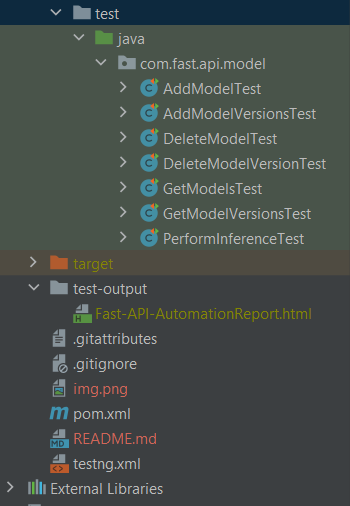 test
java
com.fast.api.model
AddModelTest
AddModelVersionsTest
DeleteModelTest
DeleteModelVersionTest
GetModelsTest
GetModelVersionsTest
PerformInferenceTest
target
test-output
Fast-API-AutomationReport.html
.gitattributes
.gitignore
img.png
pom.xml
README.md
testng.xml
External Libraries